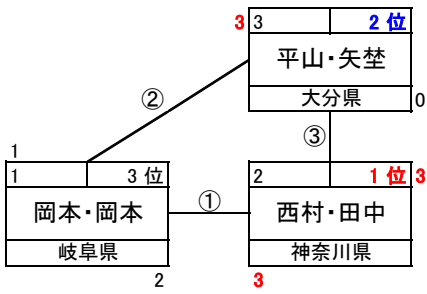 3 3 2 位
平山・矢埜
大分県 0
②
③
1
1 3 位
岡本・岡本
岐阜県
2
①
2 1 位 3
西村・田中
神奈川県
3